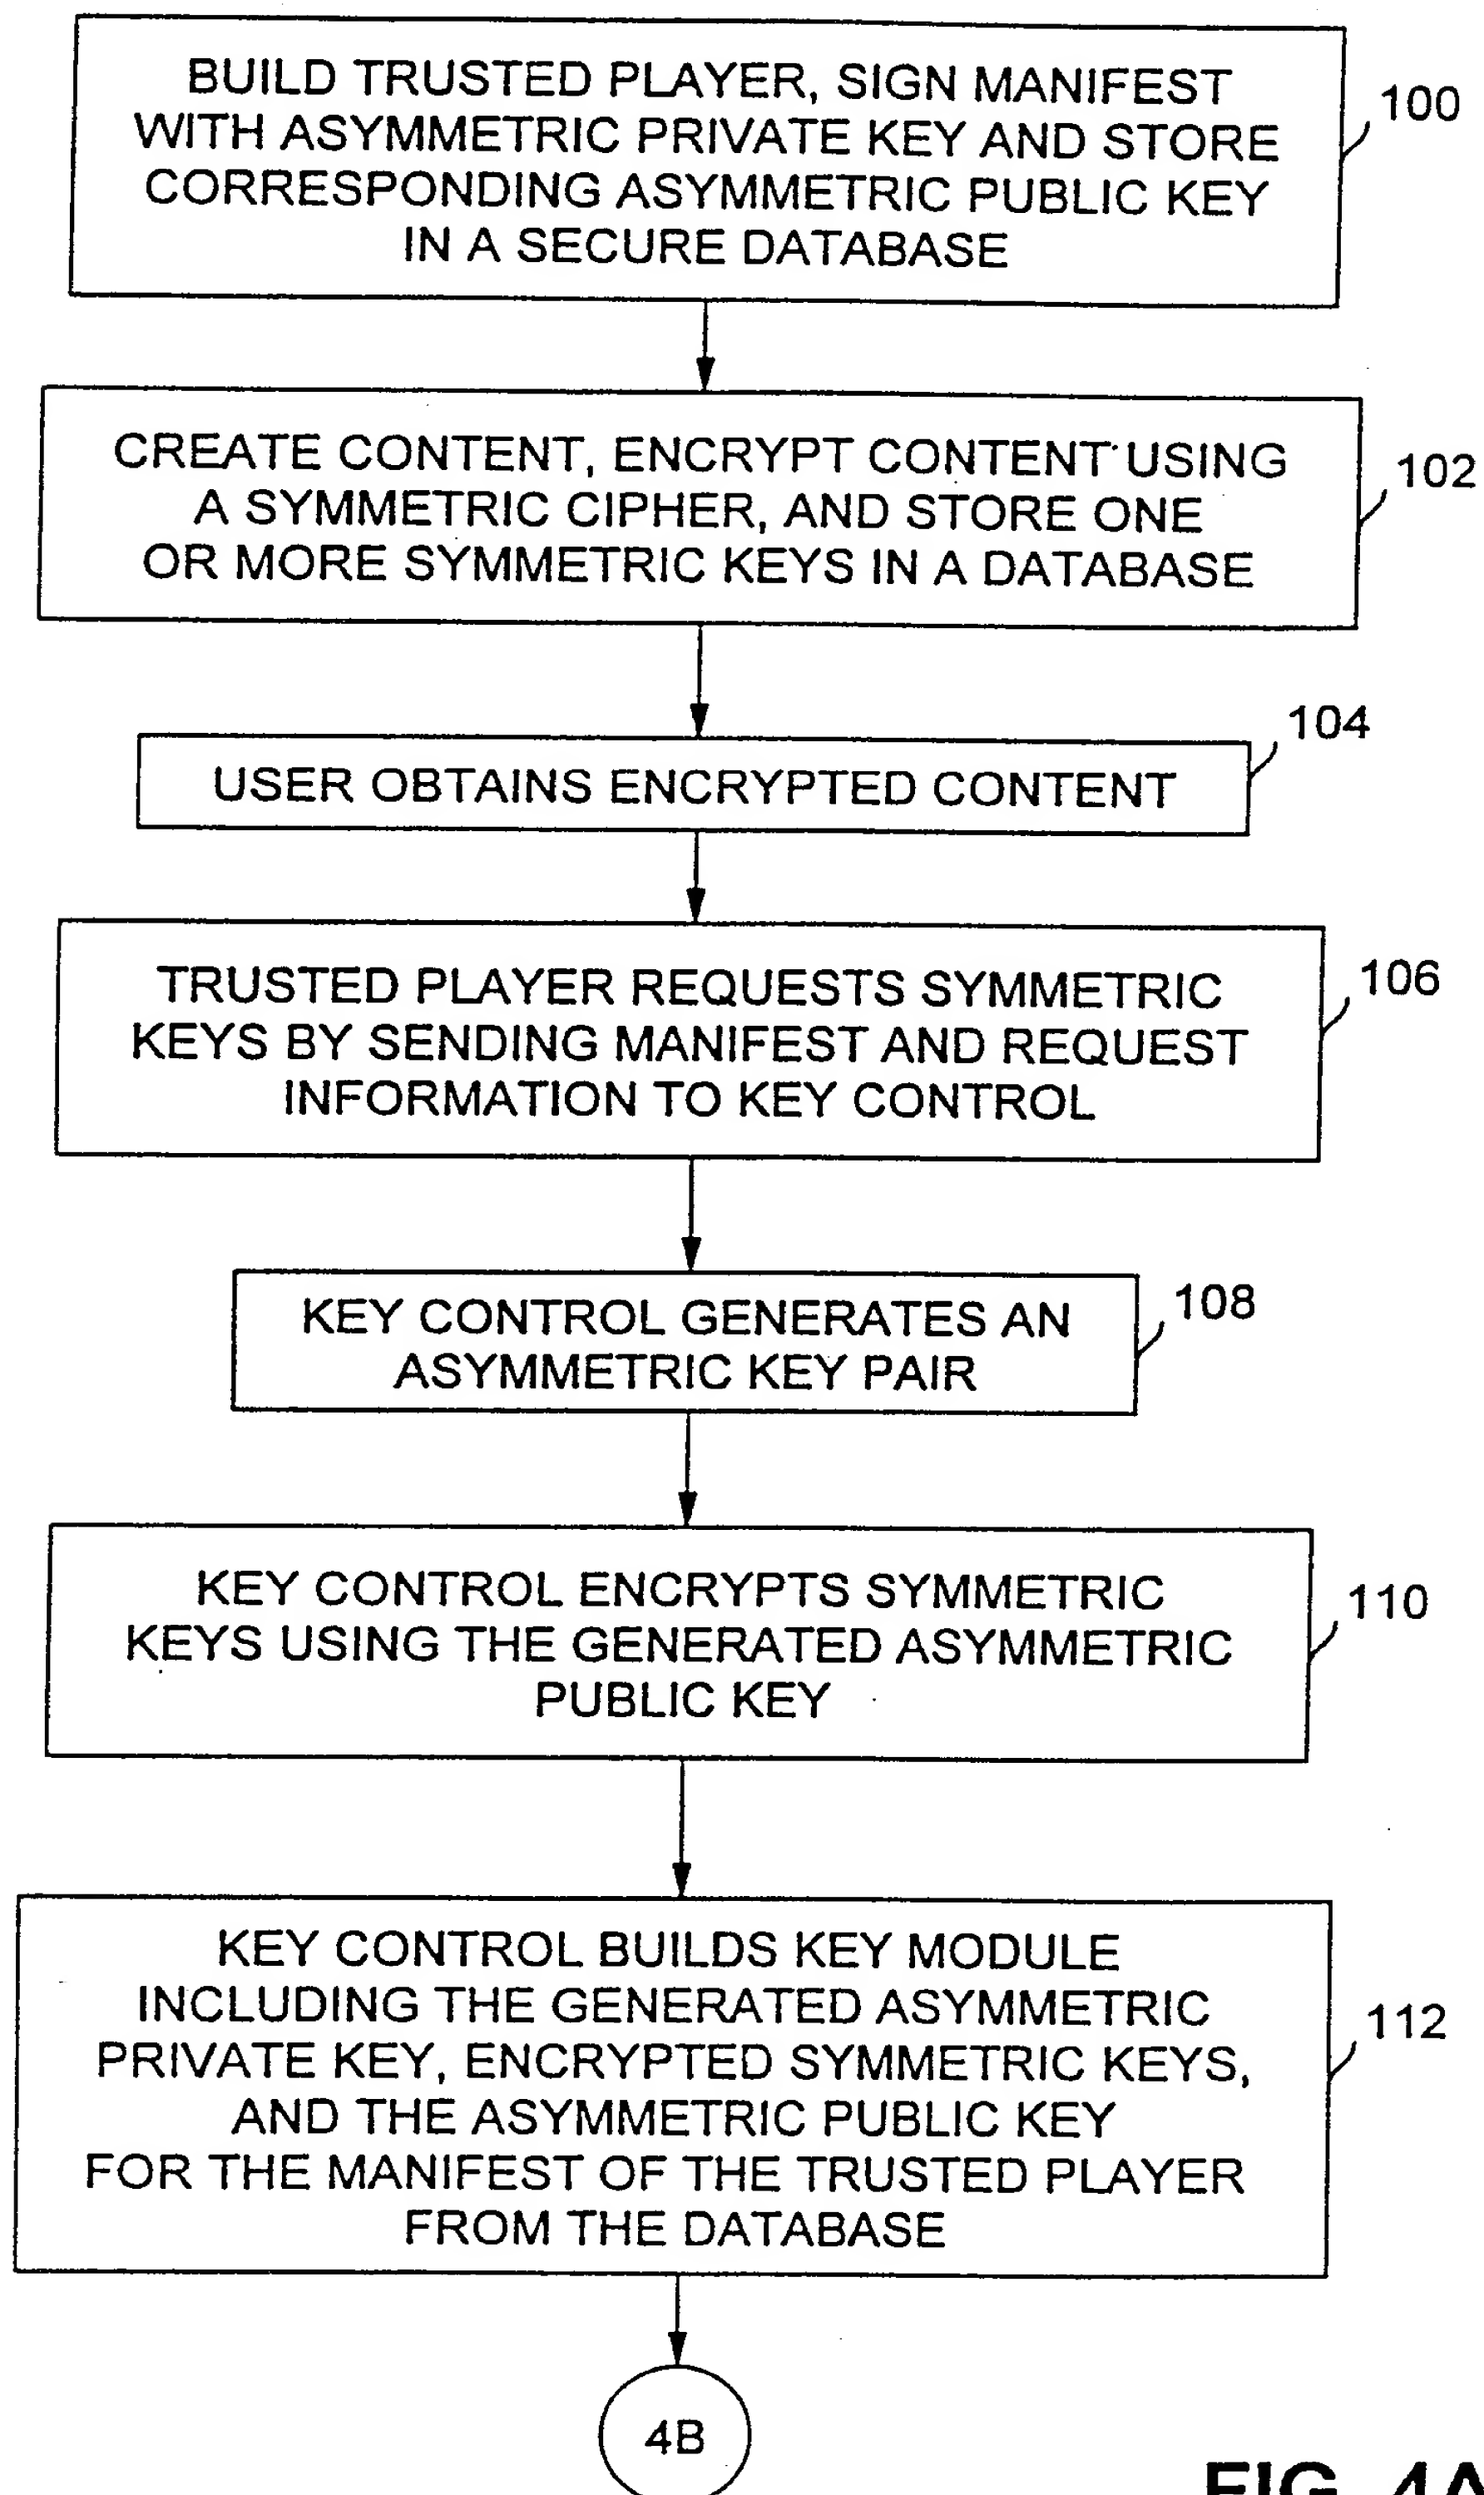 BUILD TRUSTED PLAYER, SIGN MANIFEST
WITH ASYMMETRIC PRIVATE KEY AND STORE
CORRESPONDING ASYMMETRIC PUBLIC KEY
IN A SECURE DATABASE
100
CREATE CONTENT, ENCRYPT CONTENT USING
A SYMMETRIC CIPHER, AND STORE ONE
OR MORE SYMMETRIC KEYS IN A DATABASE
102
104
USER OBTAINS ENCRYPTED CONTENT
TRUSTED PLAYER REQUESTS SYMMETRIC
KEYS BY SENDING MANIFEST AND REQUEST
INFORMATION TO KEY CONTROL
106
KEY CONTROL GENERATES AN
ASYMMETRIC KEY PAIR
108
KEY CONTROL ENCRYPTS SYMMETRIC
KEYS USING THE GENERATED ASYMMETRIC
PUBLIC KEY
110
KEY CONTROL BUILDS KEY MODULE
INCLUDING THE GENERATED ASYMMETRIC
PRIVATE KEY, ENCRYPTED SYMMETRIC KEYS,
AND THE ASYMMETRIC PUBLIC KEY
FOR THE MANIFEST OF THE TRUSTED PLAYER
FROM THE DATABASE
112
4B
FIG. 4A